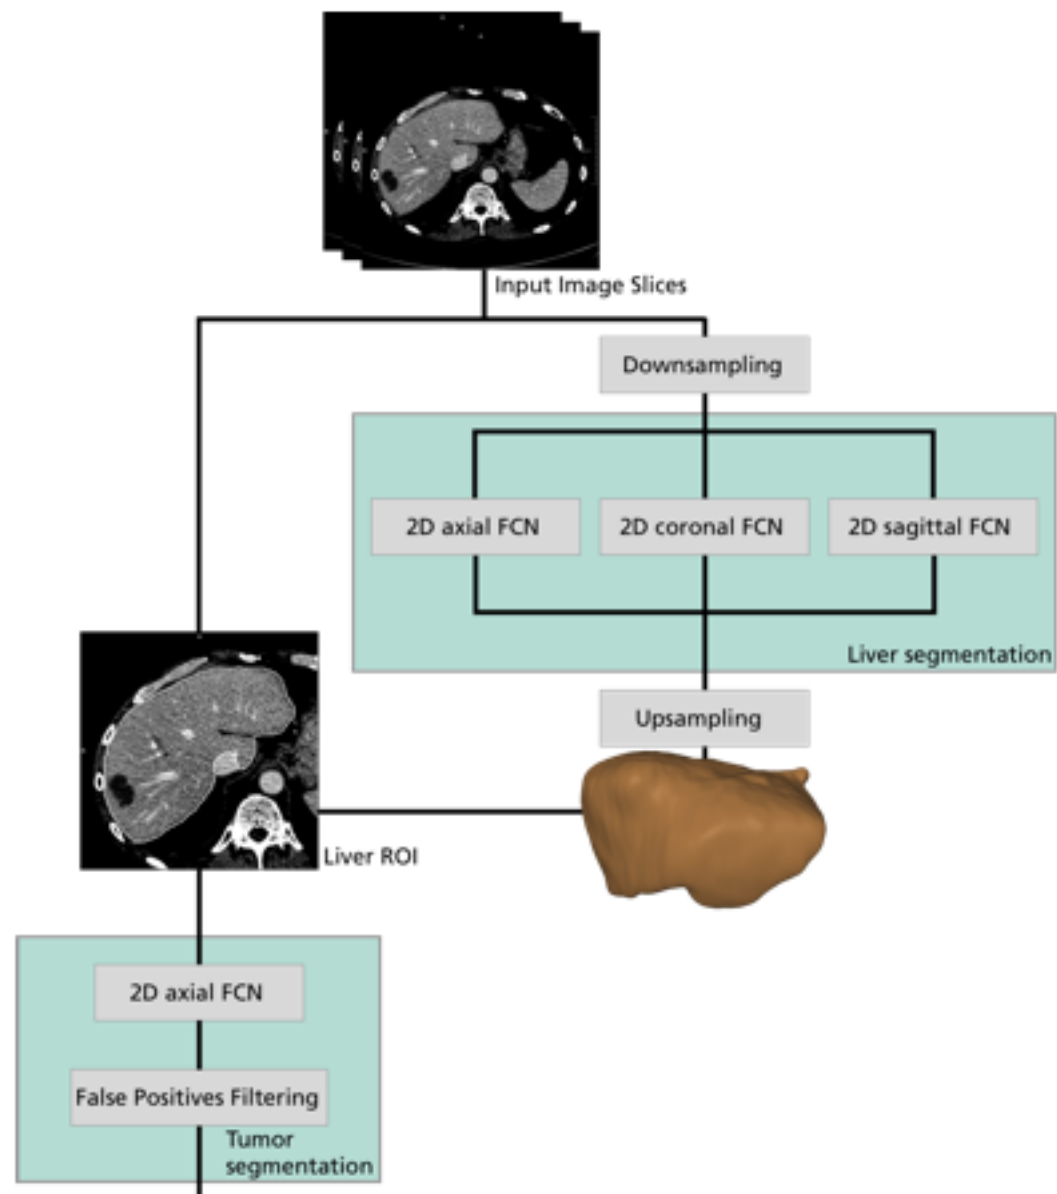 Input Image Slices
Downsampling
2D axial FCN
2D coronal FCN
2D sagittal FCN
Liver segmentation
Upsampling
Liver ROI
2D axial FCN
False Positives Filtering
Tumor
segmentation